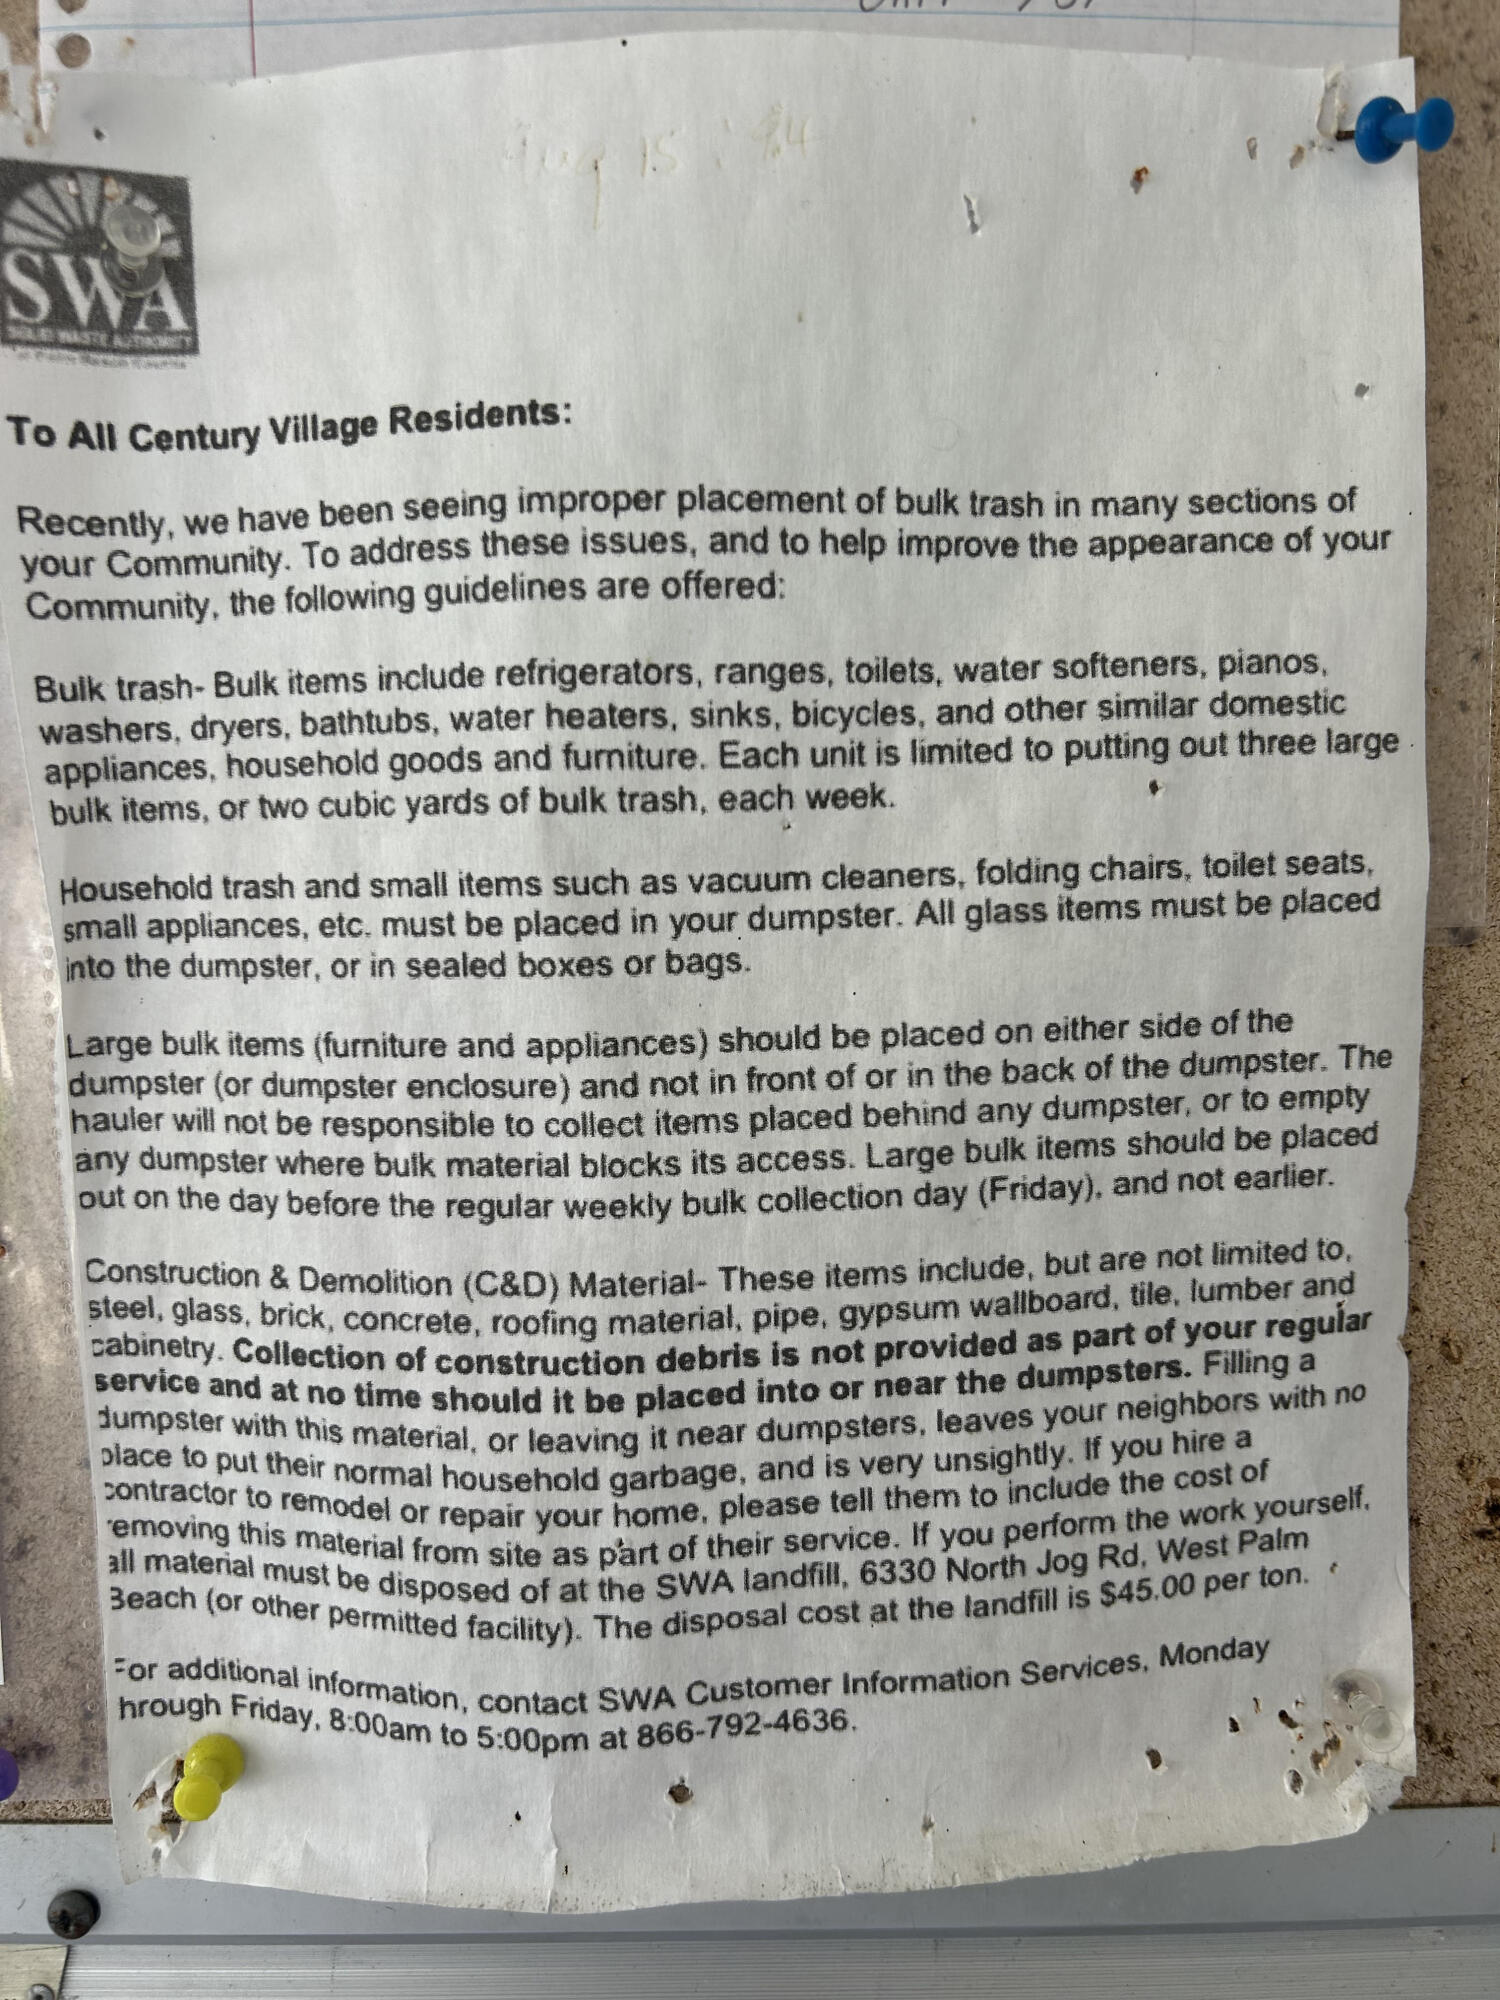 Aug 15
SWA
SOLID WASTE AUTHORITY
To All Century Village Residents:
Recently, we have been seeing improper placement of bulk trash in many sections of
your Community. To address these issues, and to help improve the appearance of your
Community, the following guidelines are offered:
Bulk trash- Bulk items include refrigerators, ranges, toilets, water softeners, pianos,
washers, dryers, bathtubs, water heaters, sinks, bicycles, and other similar domestic
appliances, household goods and furniture. Each unit is limited to putting out three large
bulk items, or two cubic yards of bulk trash, each week.
Household trash and small items such as vacuum cleaners, folding chairs, toilet seats,
small appliances, etc. must be placed in your dumpster. All glass items must be placed
into the dumpster, or in sealed boxes or bags.
Large bulk items (furniture and appliances) should be placed on either side of the
dumpster (or dumpster enclosure) and not in front of or in the back of the dumpster. The
hauler will not be responsible to collect items placed behind any dumpster, or to empty
any dumpster where bulk material blocks its access. Large bulk items should be placed
out on the day before the regular weekly bulk collection day (Friday), and not earlier.
Construction & Demolition (C&D) Material- These items include, but are not limited to,
steel, glass, brick, concrete, roofing material, pipe, gypsum wallboard, tile, lumber and
cabinetry. Collection of construction debris is not provided as part of your regular
service and at no time should it be placed into or near the dumpsters. Filling a
dumpster with this material, or leaving it near dumpsters, leaves your neighbors with no
place to put their normal household garbage, and is very unsightly. If you hire a
contractor to remodel or repair your home, please tell them to include the cost of
removing this material from site as part of their service. If you perform the work yourself,
all material must be disposed of at the SWA landfill, 6330 North Jog Rd, West Palm
Beach (or other permitted facility). The disposal cost at the landfill is $45.00 per ton.
For additional information, contact SWA Customer Information Services, Monday
hrough Friday, 8:00am to 5:00pm at 866-792-4636.